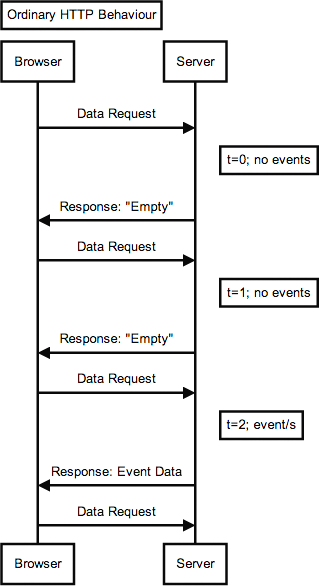 Ordinary HTTP Behaviour
Browser
Server
Data Request
t=0; no events
Response: "Empty"
Data Request
t=1; no events
Response: "Empty"
Data Request
t=2; event/s
Response: Event Data
Data Request
Browser
Server